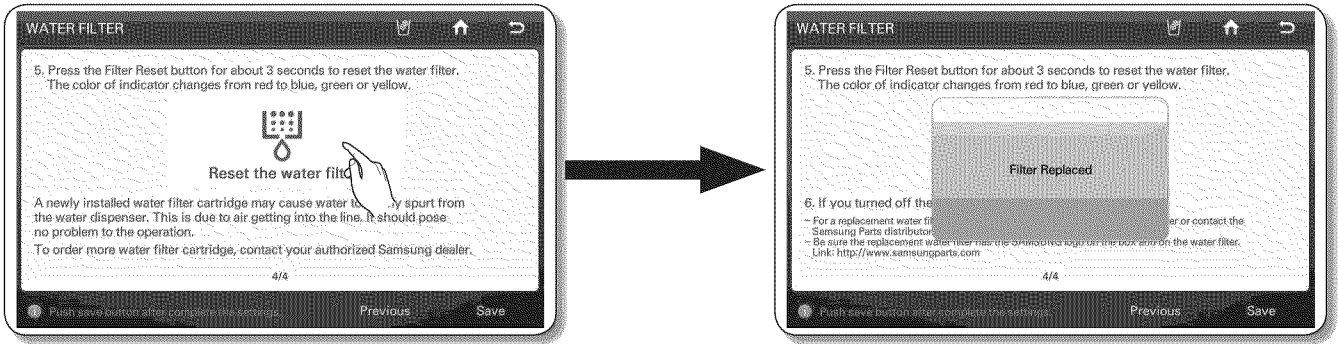 WATER FILTER
5. Press the Filter Reset button for about 3 seconds to reset the water filter.
The color of indicator changes from red to blue, green or yellow.
Reset the water filt
A newly installed water filter cartridge may cause water to y spurt from
the water dispenser. This is due to air getting into the line. It should pose
no problem to the operation.
To order more water filter cartridge, contact your authorized Samsung dealer.
4/4
Push save button after complete the settings.
Previous
Save
WATER FILTER
5. Press the Filter Reset button for about 3 seconds to reset the water filter.
The color of indicator changes from red to blue, green or yellow.
Filter Replaced
6. If you turned off the
- For a replacement water fil er or contact the
Samsung Parts distributor
- Be sure the replacement water filter has the SAMSUNG logo on the box and on the water filter.
Link: http://www.samsungparts.com
4/4
Push save button after complete the settings.
Previous
Save